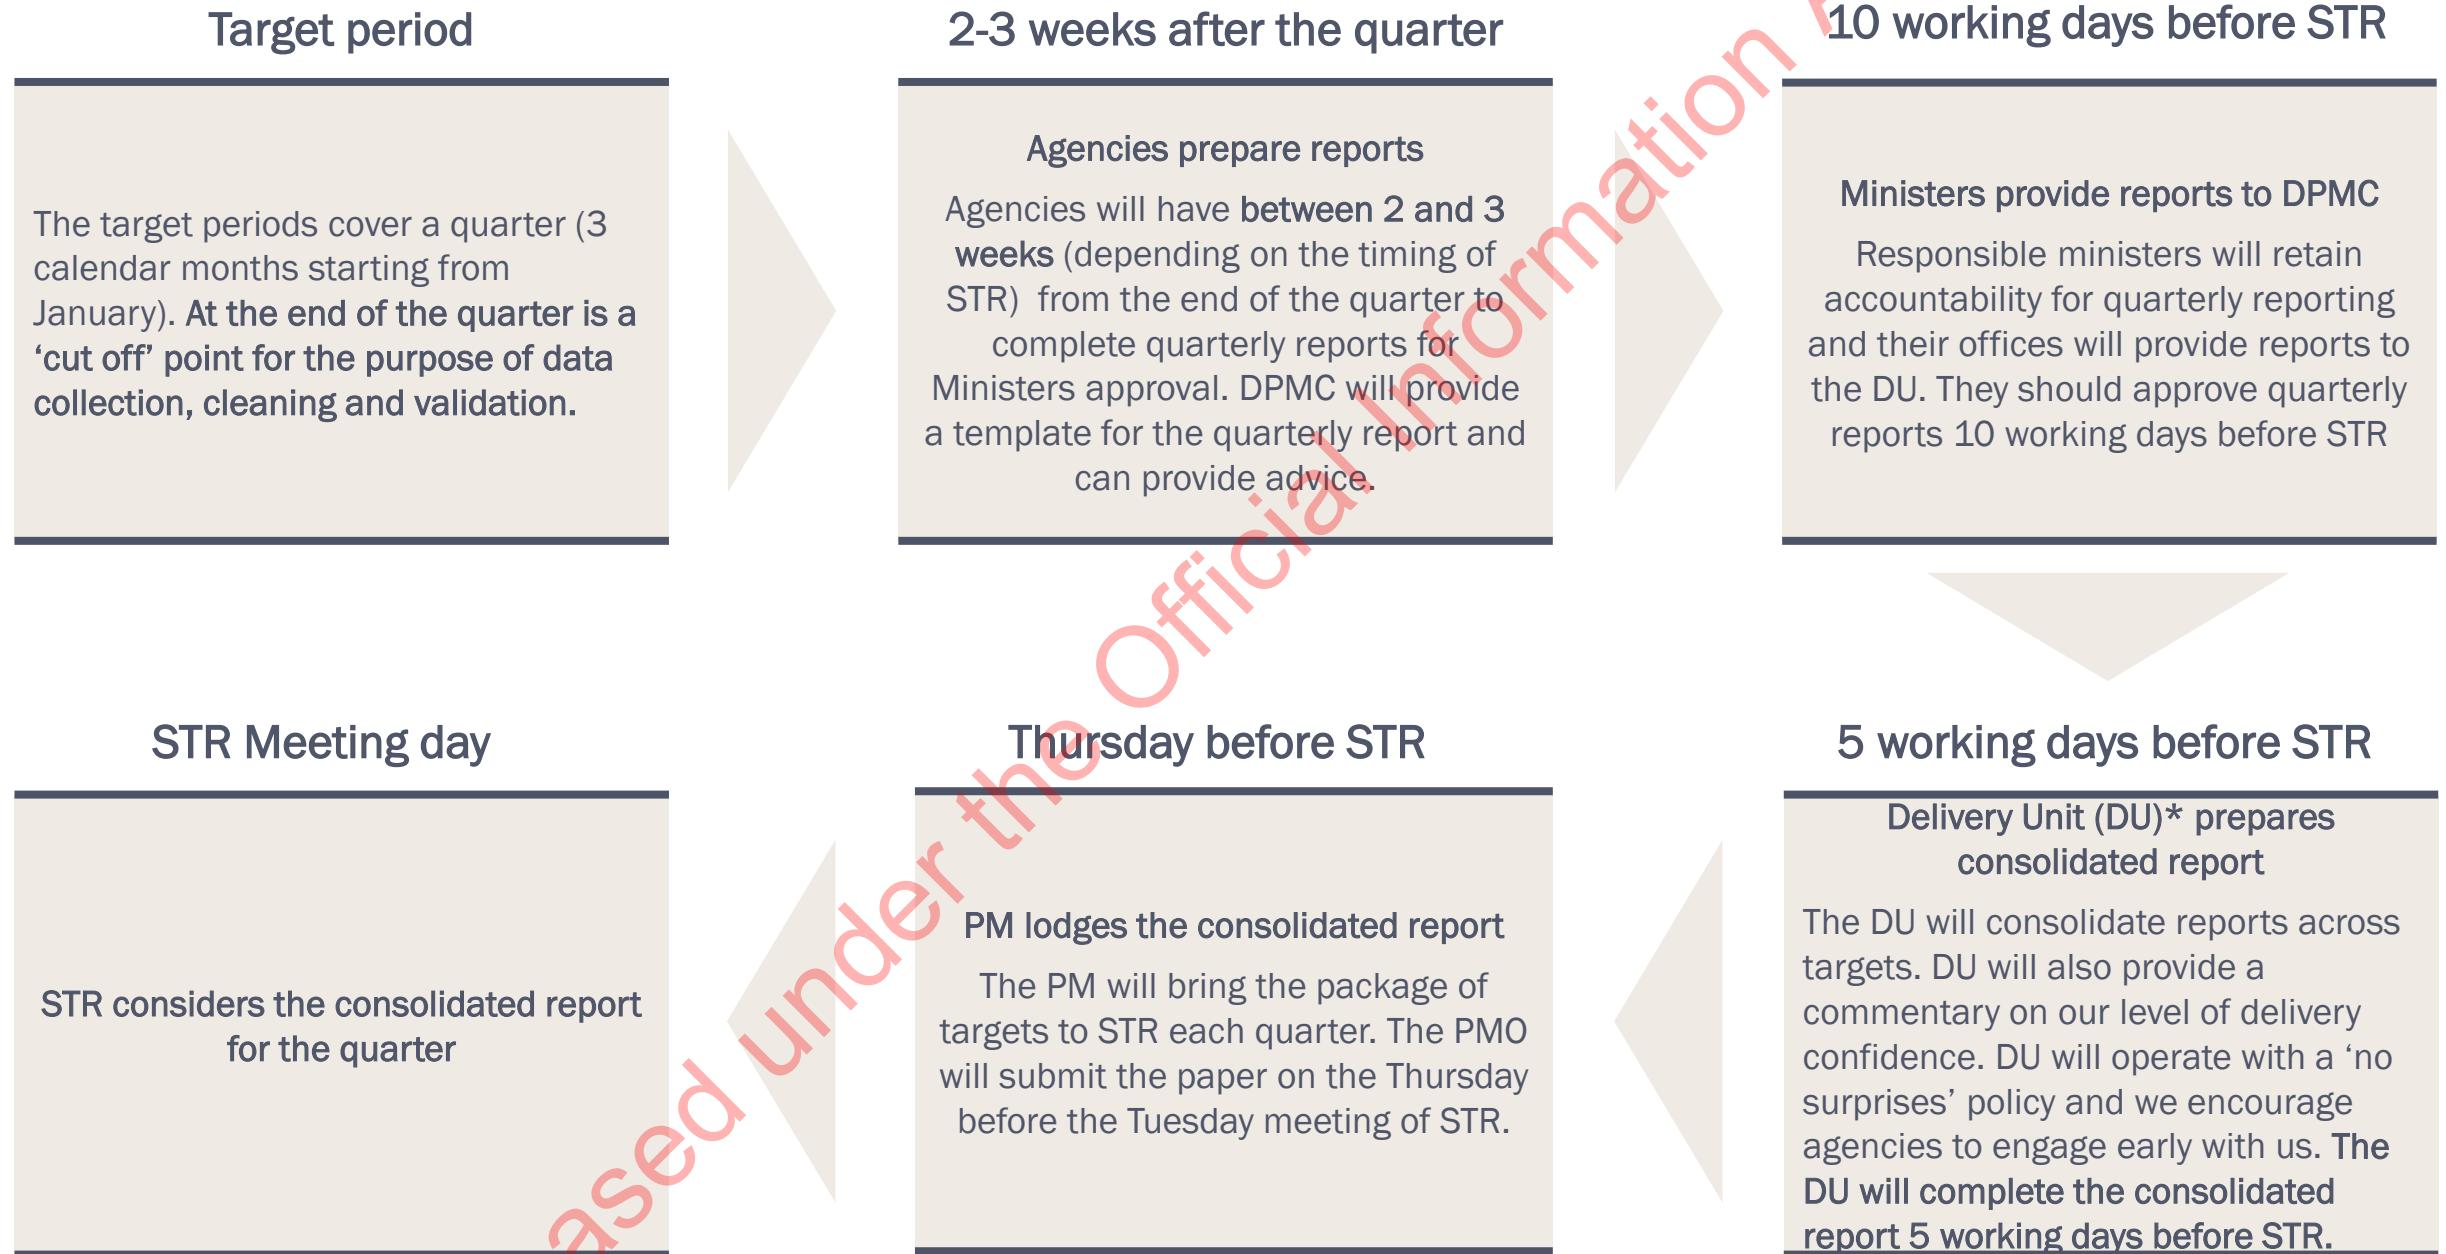 Target period
The target periods cover a quarter (3
calendar months starting from
January). At the end of the quarter is a
‘cut off’ point for the purpose of data
collection, cleaning and validation.
2-3 weeks after the quarter
Agencies prepare reports
Agencies will have between 2 and 3
weeks (depending on the timing of
STR)  from the end of the quarter to
complete quarterly reports for
Ministers approval. DPMC will provide
a template for the quarterly report and
can provide advice.
10 working days before STR
Ministers provide reports to DPMC
Responsible ministers will retain
accountability for quarterly reporting
and their offices will provide reports to
the DU. They should approve quarterly
reports 10 working days before STR
5 working days before STR
Delivery Unit (DU)* prepares
consolidated report
The DU will consolidate reports across
targets. DU will also provide a
commentary on our level of delivery
confidence. DU will operate with a ‘no
surprises’ policy and we encourage
agencies to engage early with us. The
DU will complete the consolidated
report 5 working days before STR.
Thursday before STR
PM lodges the consolidated report
The PM will bring the package of
targets to STR each quarter. The PMO
will submit the paper on the Thursday
before the Tuesday meeting of STR.
STR Meeting day
STR considers the consolidated report
for the quarter
ased under the Official Information